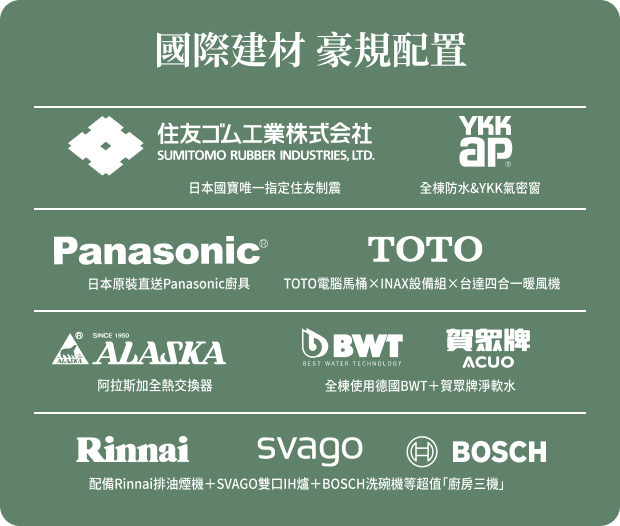 國際建材 豪規配置
住友ゴム工業株式会社
SUMITOMO RUBBER INDUSTRIES, LTD.
日本國寶唯一指定住友制震
YKK
ap®
全棟防水&YKK氣密窗
Panasonic®
日本原裝直送Panasonic廚具
TOTO
TOTO電腦馬桶×INAX設備組×台達四合一暖風機
®
ALASKA
SINCE 1950
ALASKA
阿拉斯加全熱交換器
BWT
BEST WATER TECHNOLOGY
賀眾牌
ACUO
全棟使用德國BWT＋賀眾牌淨軟水
Rinnai
svago
BOSCH
配備Rinnai排油煙機＋SVAGO雙口IH爐＋BOSCH洗碗機等超值「廚房三機」